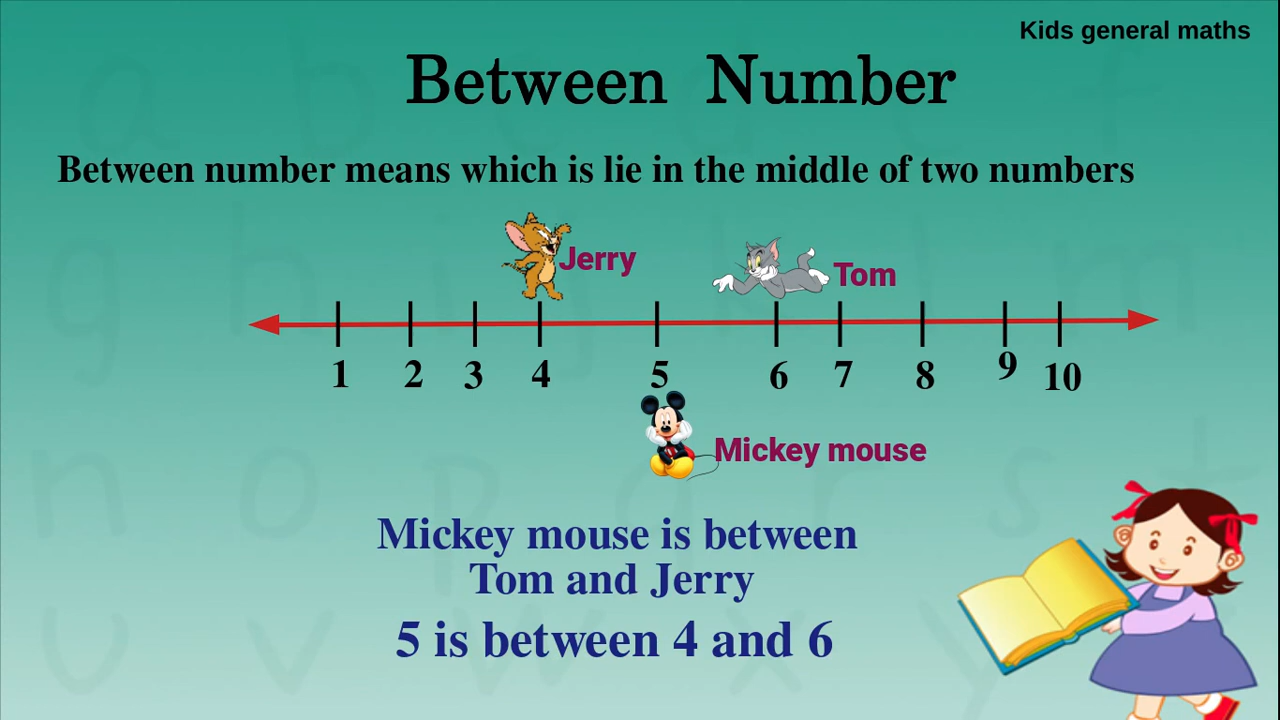 Kids general maths
Between Number
Between number means which is lie in the middle of two numbers
Jerry
Tom
1 2 3 4 5 6 7 8 9 10
Mickey mouse
Mickey mouse is between
Tom and Jerry
5 is between 4 and 6